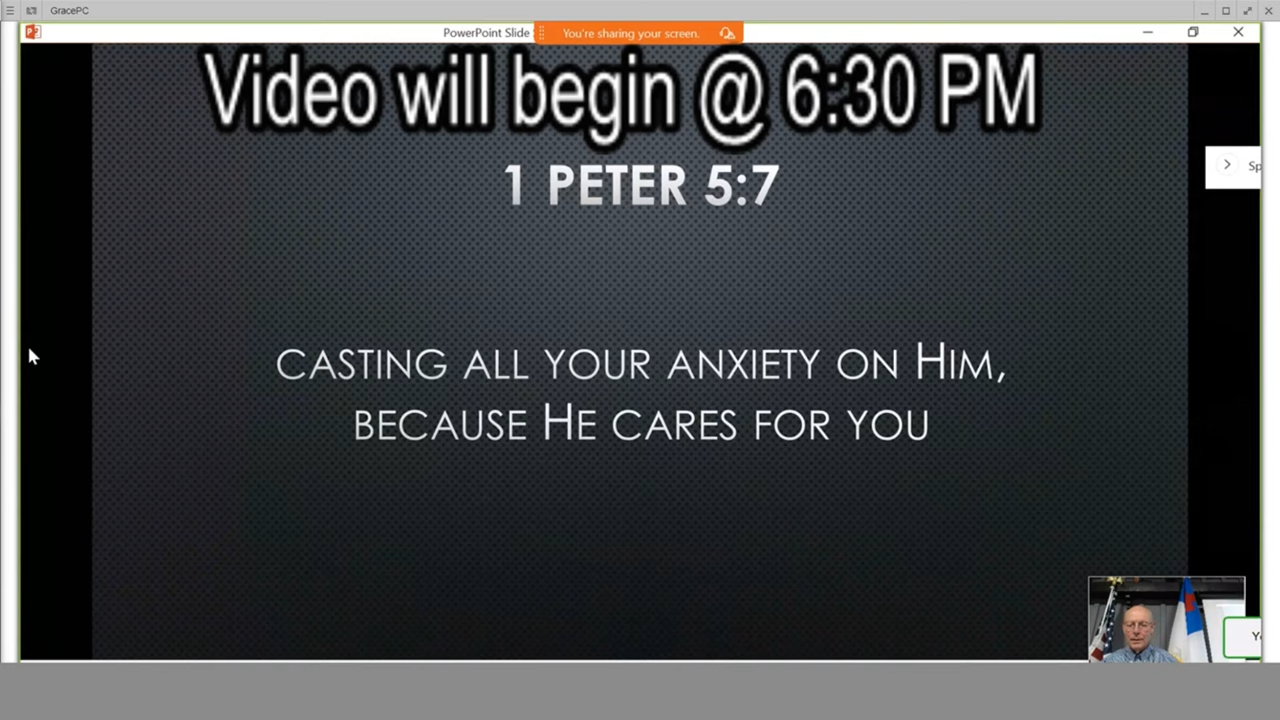 GracePC
PowerPoint Slide
You're sharing your screen.
Video will begin @ 6:30 PM
1 PETER 5:7
Sp
CASTING ALL YOUR ANXIETY ON HIM,
BECAUSE HE CARES FOR YOU